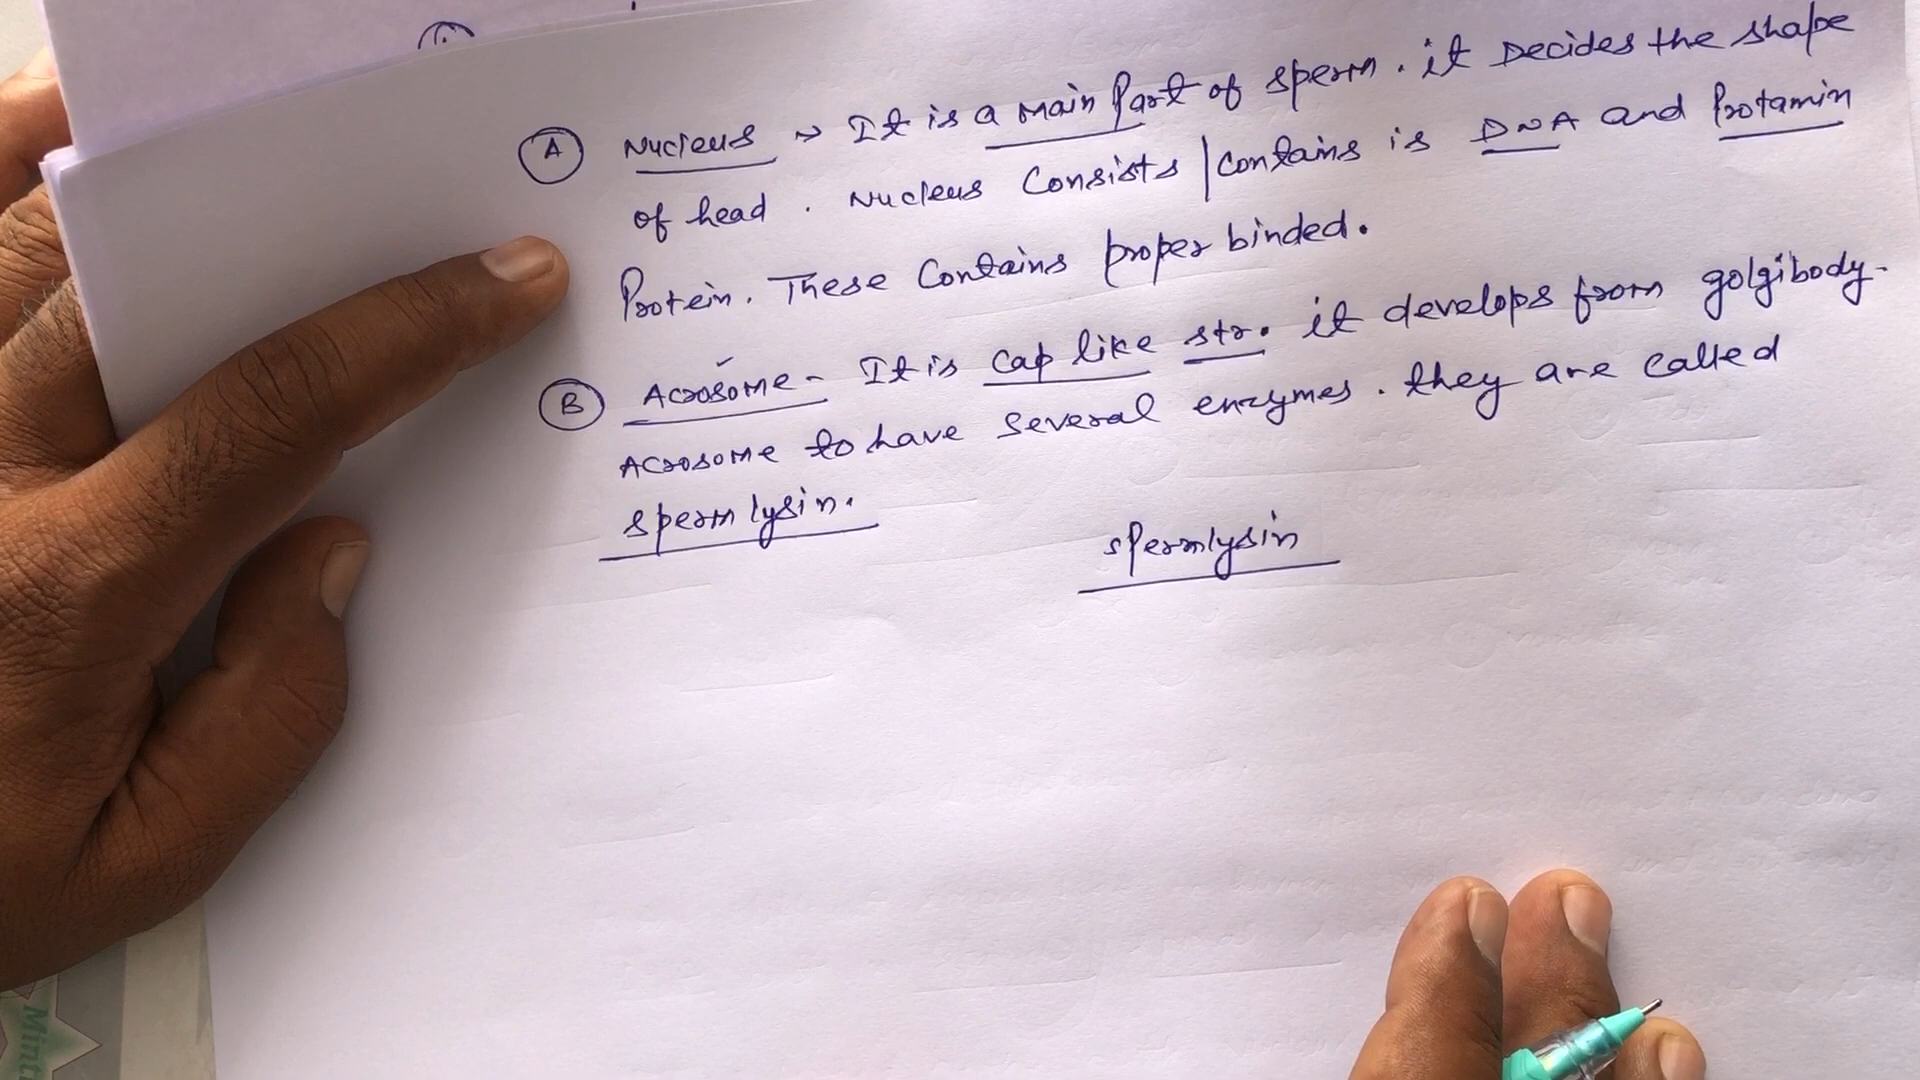 A Nucleus → It is a main Part of sperm. it Decides the shape
of head. Nucleus Consists | Contains is DNA and Protamin
Protein. These Contains proper binded.
B Acrosome - It is cap like str. it develops from golgibody.
Acrosome to have several enzymes. they are called
spermlysin.
spermlysin